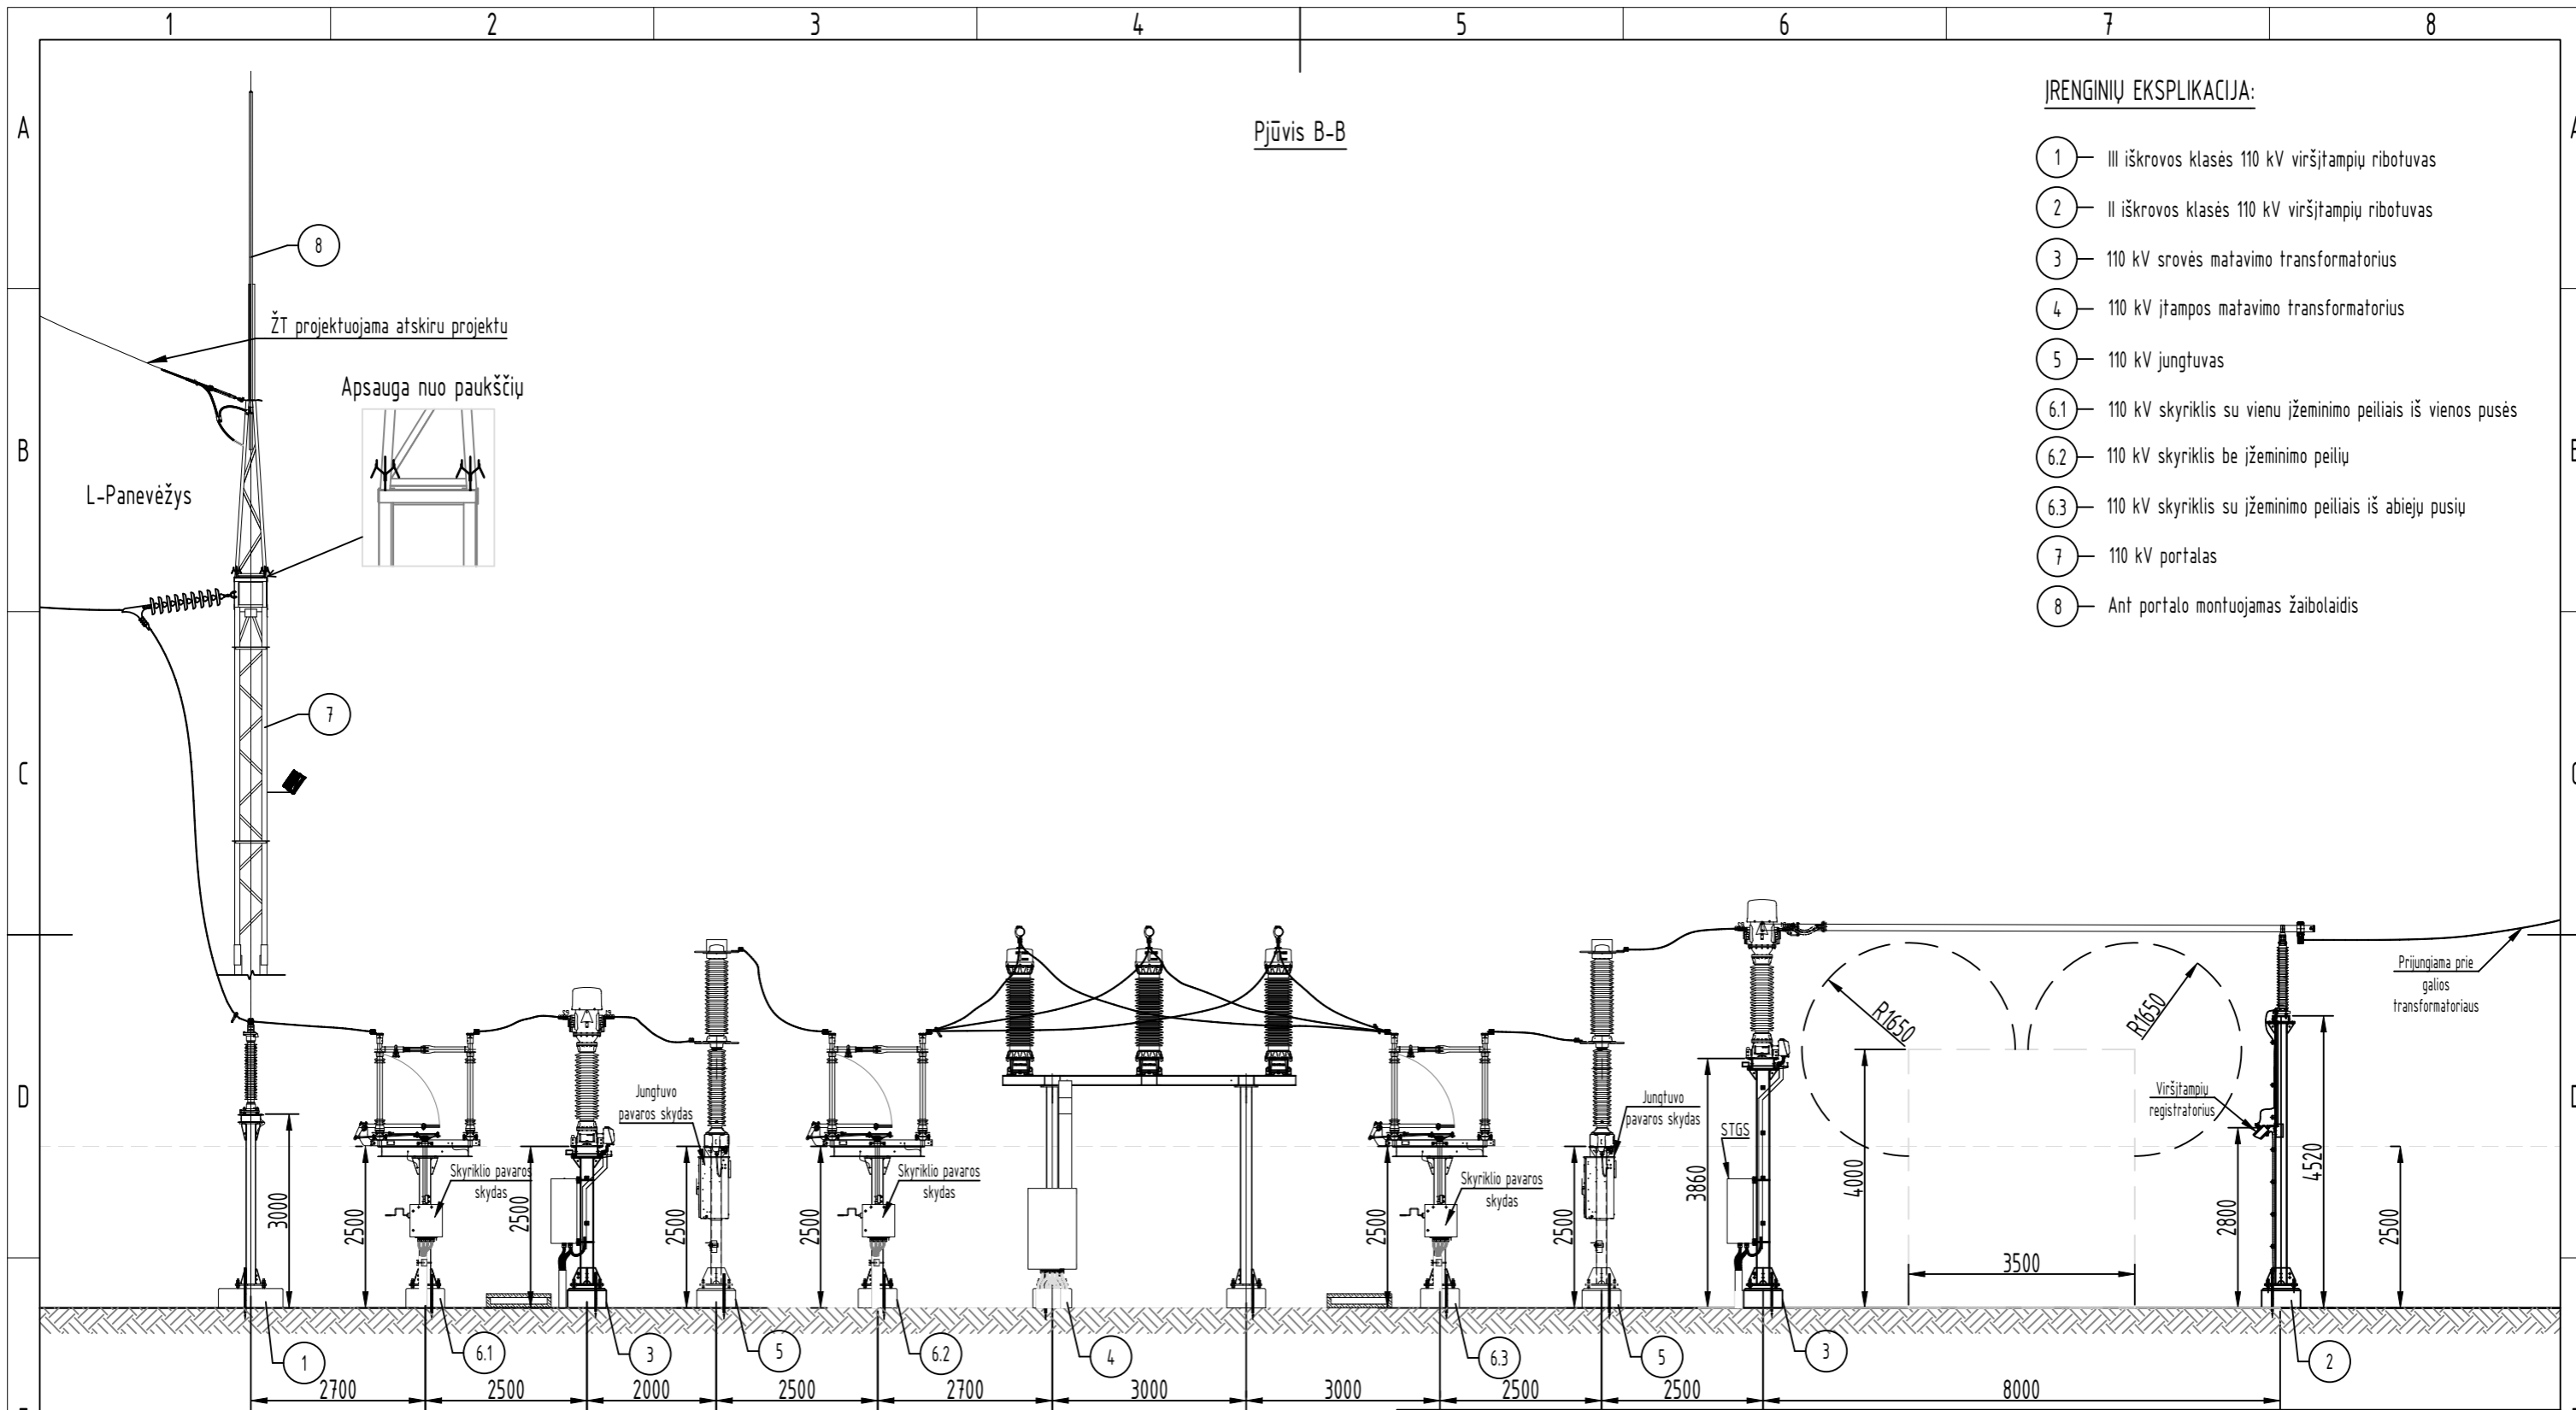 1 2 3 4 5 6 7 8
A
B
C
D
Pjūvis B-B
ĮRENGINIŲ EKSPLIKACIJA:
1 III iškrovos klasės 110 kV viršįtampių ribotuvas
2 II iškrovos klasės 110 kV viršįtampių ribotuvas
3 110 kV srovės matavimo transformatorius
4 110 kV įtampos matavimo transformatorius
5 110 kV jungtuvas
6.1 110 kV skyriklis su vienu įžeminimo peiliais iš vienos pusės
6.2 110 kV skyriklis be įžeminimo peilių
6.3 110 kV skyriklis su įžeminimo peiliais iš abiejų pusių
7 110 kV portalas
8 Ant portalo montuojamas žaibolaidis
8
ŽT projektuojama atskiru projektu
Apsauga nuo paukščių
L-Panevėžys
7
Jungtuvo
pavaros skydas
Skyriklio pavaros
skydas
Skyriklio pavaros
skydas
Skyriklio pavaros
skydas
Jungtuvo
pavaros skydas
STGS
R1650
R1650
Viršįtampių
registratorius
Prijungiama prie
galios
transformatoriaus
3000
2500
2500
2500
2500
2500
2500
3860
4000
3500
2800
4520
2500
1 6.1 3 5 6.2 4 6.3 5 3 2
2700 2500 2000 2500 2700 3000 3000 2500 2500 8000